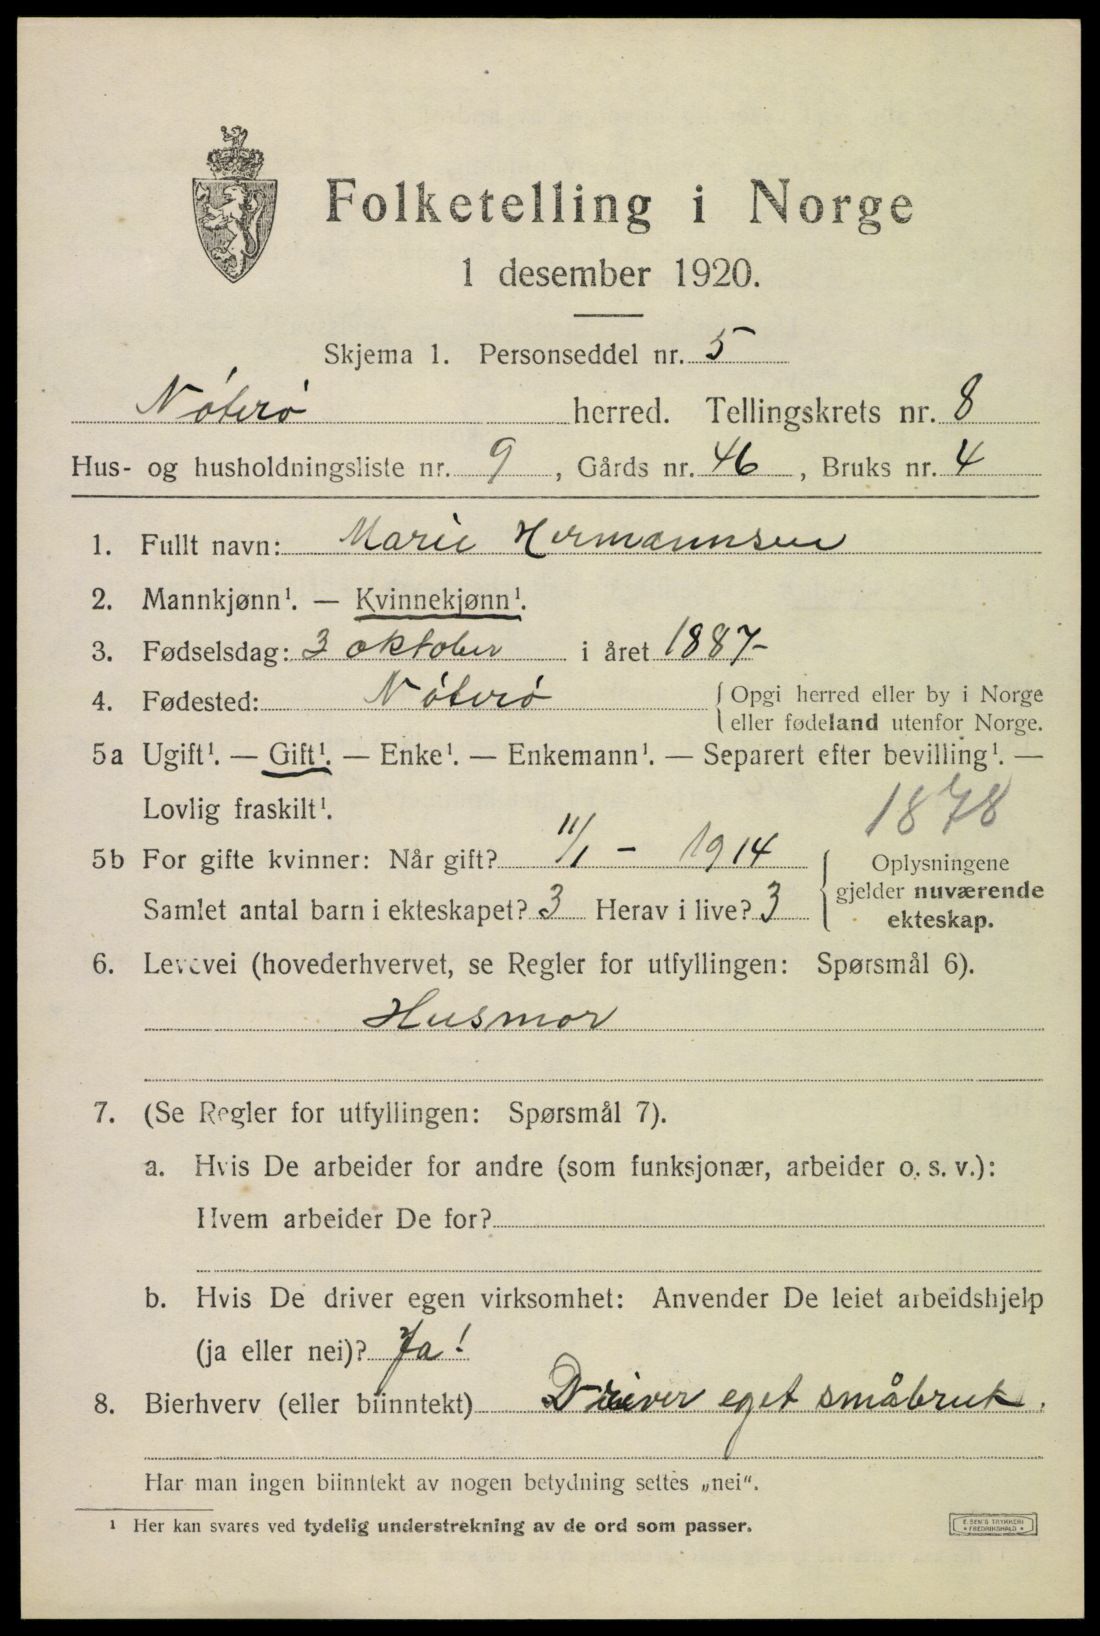 Folketelling i Norge
1 desember 1920.
Skjema 1. Personseddel nr. 5
Nøterø herred. Tellingskrets nr. 8
Hus- og husholdningsliste nr. 9, Gårds nr. 46, Bruks nr. 4
1. Fullt navn: Marie Hermannsen
2. Mannkjønn¹. — Kvinnekjønn¹.
3. Fødselsdag: 3 oktober i året 1887-
4. Fødested: Nøterø { Opgi herred eller by i Norge
eller fødeland utenfor Norge.
5a Ugift¹. — Gift¹. — Enke¹. — Enkemann¹. — Separert efter bevilling¹. —
Lovlig fraskilt¹.
1878
5b For gifte kvinner: Når gift? 11/1 - 1914
Samlet antal barn i ekteskapet? 3 Herav i live? 3
Oplysningene
gjelder nuværende
ekteskap.
6. Levevei (hovederhvervet, se Regler for utfyllingen: Spørsmål 6).
Husmor
7. (Se Regler for utfyllingen: Spørsmål 7).
a. Hvis De arbeider for andre (som funksjonær, arbeider o. s. v.):
Hvem arbeider De for?
b. Hvis De driver egen virksomhet: Anvender De leiet arbeidshjelp
(ja eller nei)? Ja!
8. Bierhverv (eller biinntekt) Driver eget småbruk.
Har man ingen biinntekt av nogen betydning settes „nei".
¹ Her kan svares ved tydelig understrekning av de ord som passer.
E. SEM'S TRYKKERI
* FREDRIKSHALD *